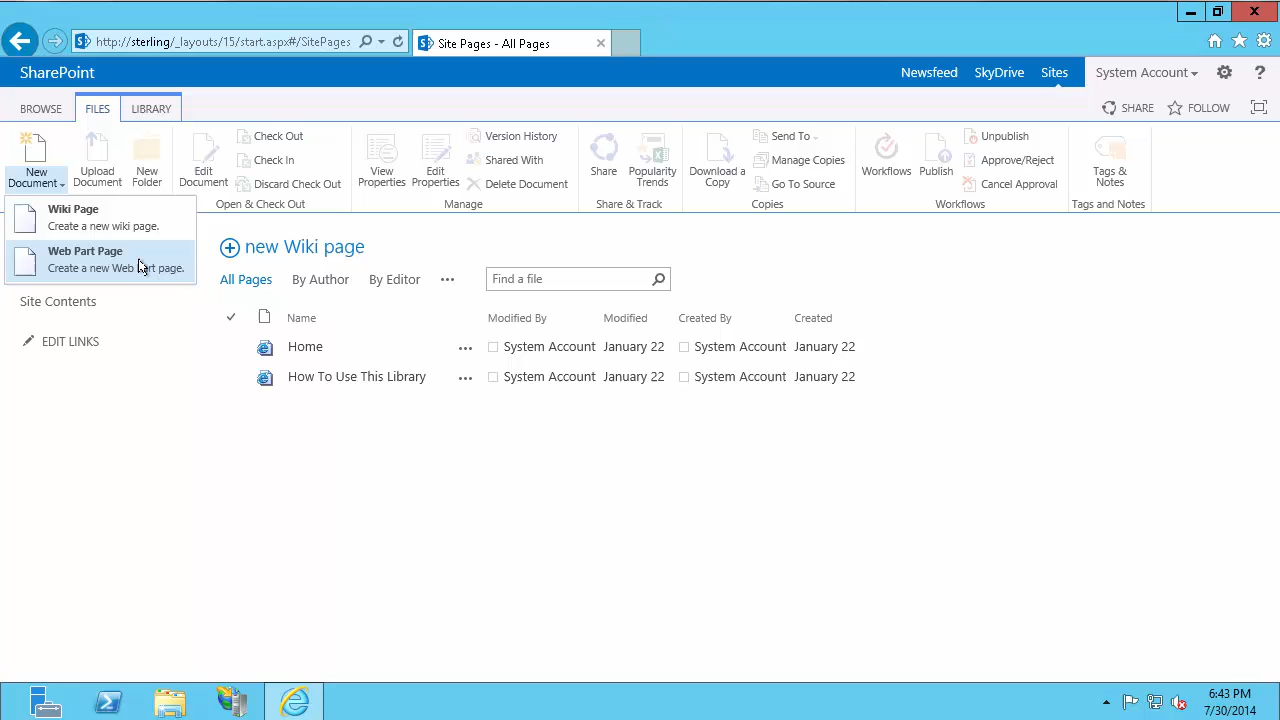 http://sterling/_layouts/15/start.aspx#/SitePages
Site Pages - All Pages
SharePoint
Newsfeed SkyDrive Sites
System Account
?
BROWSE FILES LIBRARY
SHARE FOLLOW
New Document
Upload Document
New Folder
Edit Document
Check Out
Check In
Discard Check Out
Open & Check Out
View Properties
Edit Properties
Version History
Shared With
Delete Document
Manage
Share
Popularity Trends
Share & Track
Download a Copy
Send To
Manage Copies
Go To Source
Copies
Workflows
Publish
Unpublish
Approve/Reject
Cancel Approval
Workflows
Tags & Notes
Tags and Notes
Wiki Page
Create a new wiki page.
Web Part Page
Create a new Web Part page.
Site Contents
EDIT LINKS
new Wiki page
All Pages By Author By Editor ...
Find a file
Name Modified By Modified Created By Created
Home ... System Account January 22 System Account January 22
How To Use This Library ... System Account January 22 System Account January 22
6:43 PM
7/30/2014